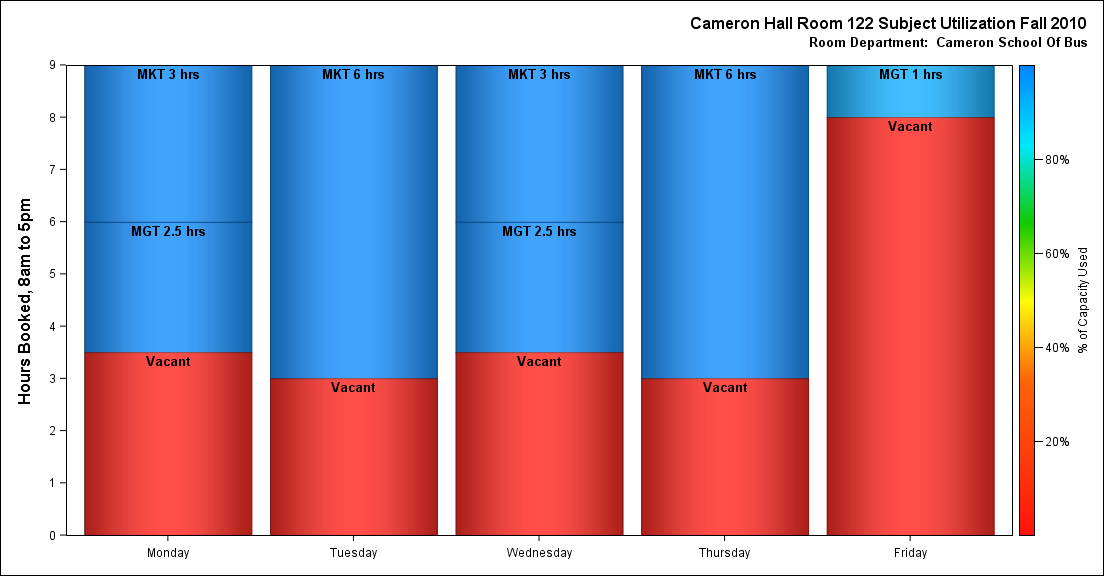 Cameron Hall Room 122 Subject Utilization Fall 2010
Room Department: Cameron School Of Bus
Hours Booked, 8am to 5pm
9
8
7
6
5
4
3
2
1
0
MKT 3 hrs
MGT 2.5 hrs
Vacant
MKT 6 hrs
Vacant
MKT 3 hrs
MGT 2.5 hrs
Vacant
MKT 6 hrs
Vacant
MGT 1 hrs
Vacant
Monday
Tuesday
Wednesday
Thursday
Friday
80%
60%
40%
20%
% of Capacity Used